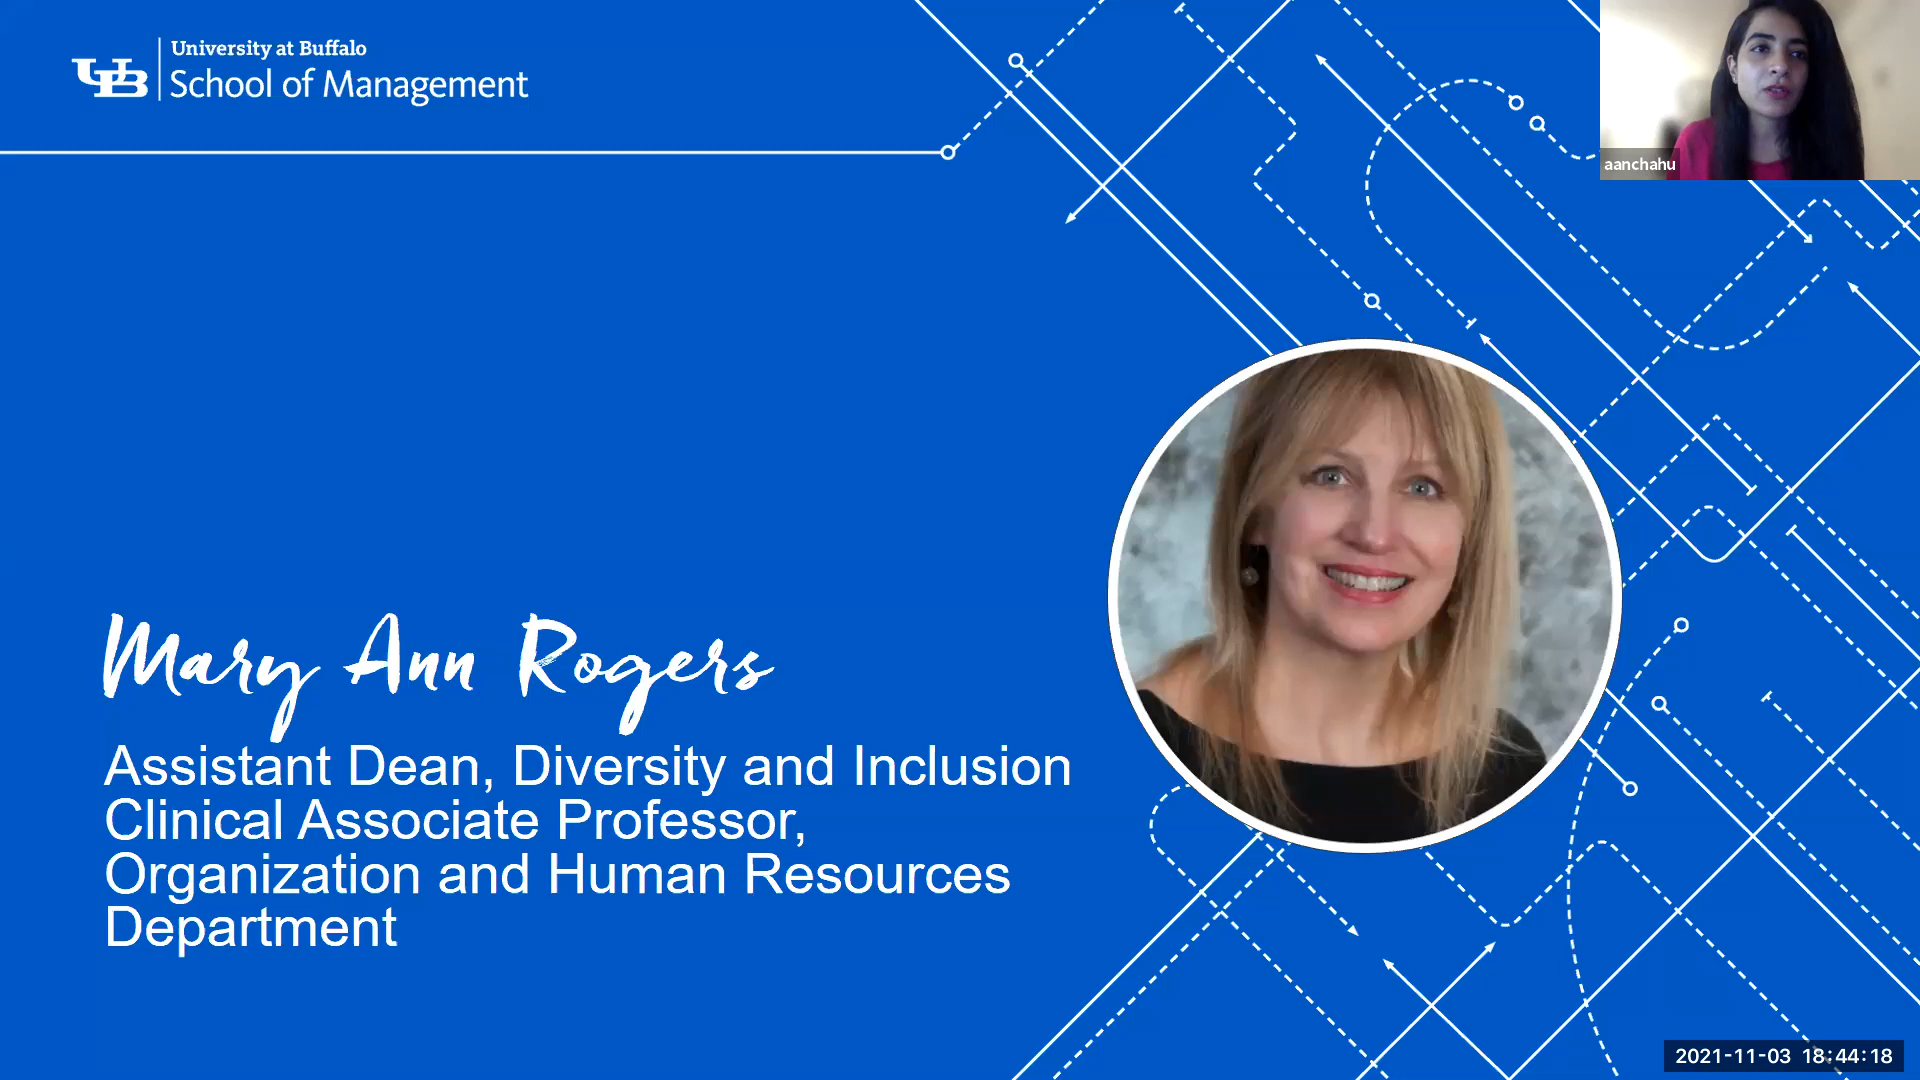 UB
University at Buffalo
School of Management
aanchahu
Mary Ann Rogers
Assistant Dean, Diversity and Inclusion
Clinical Associate Professor,
Organization and Human Resources
Department
2021-11-03 18:44:18